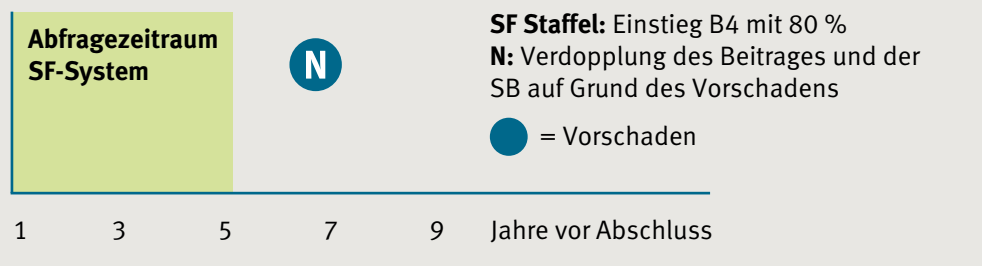 Abfragezeitraum
SF-System
N
SF Staffel: Einstieg B4 mit 80 %
N: Verdopplung des Beitrages und der
SB auf Grund des Vorschadens
= Vorschaden
1 3 5 7 9 Jahre vor Abschluss